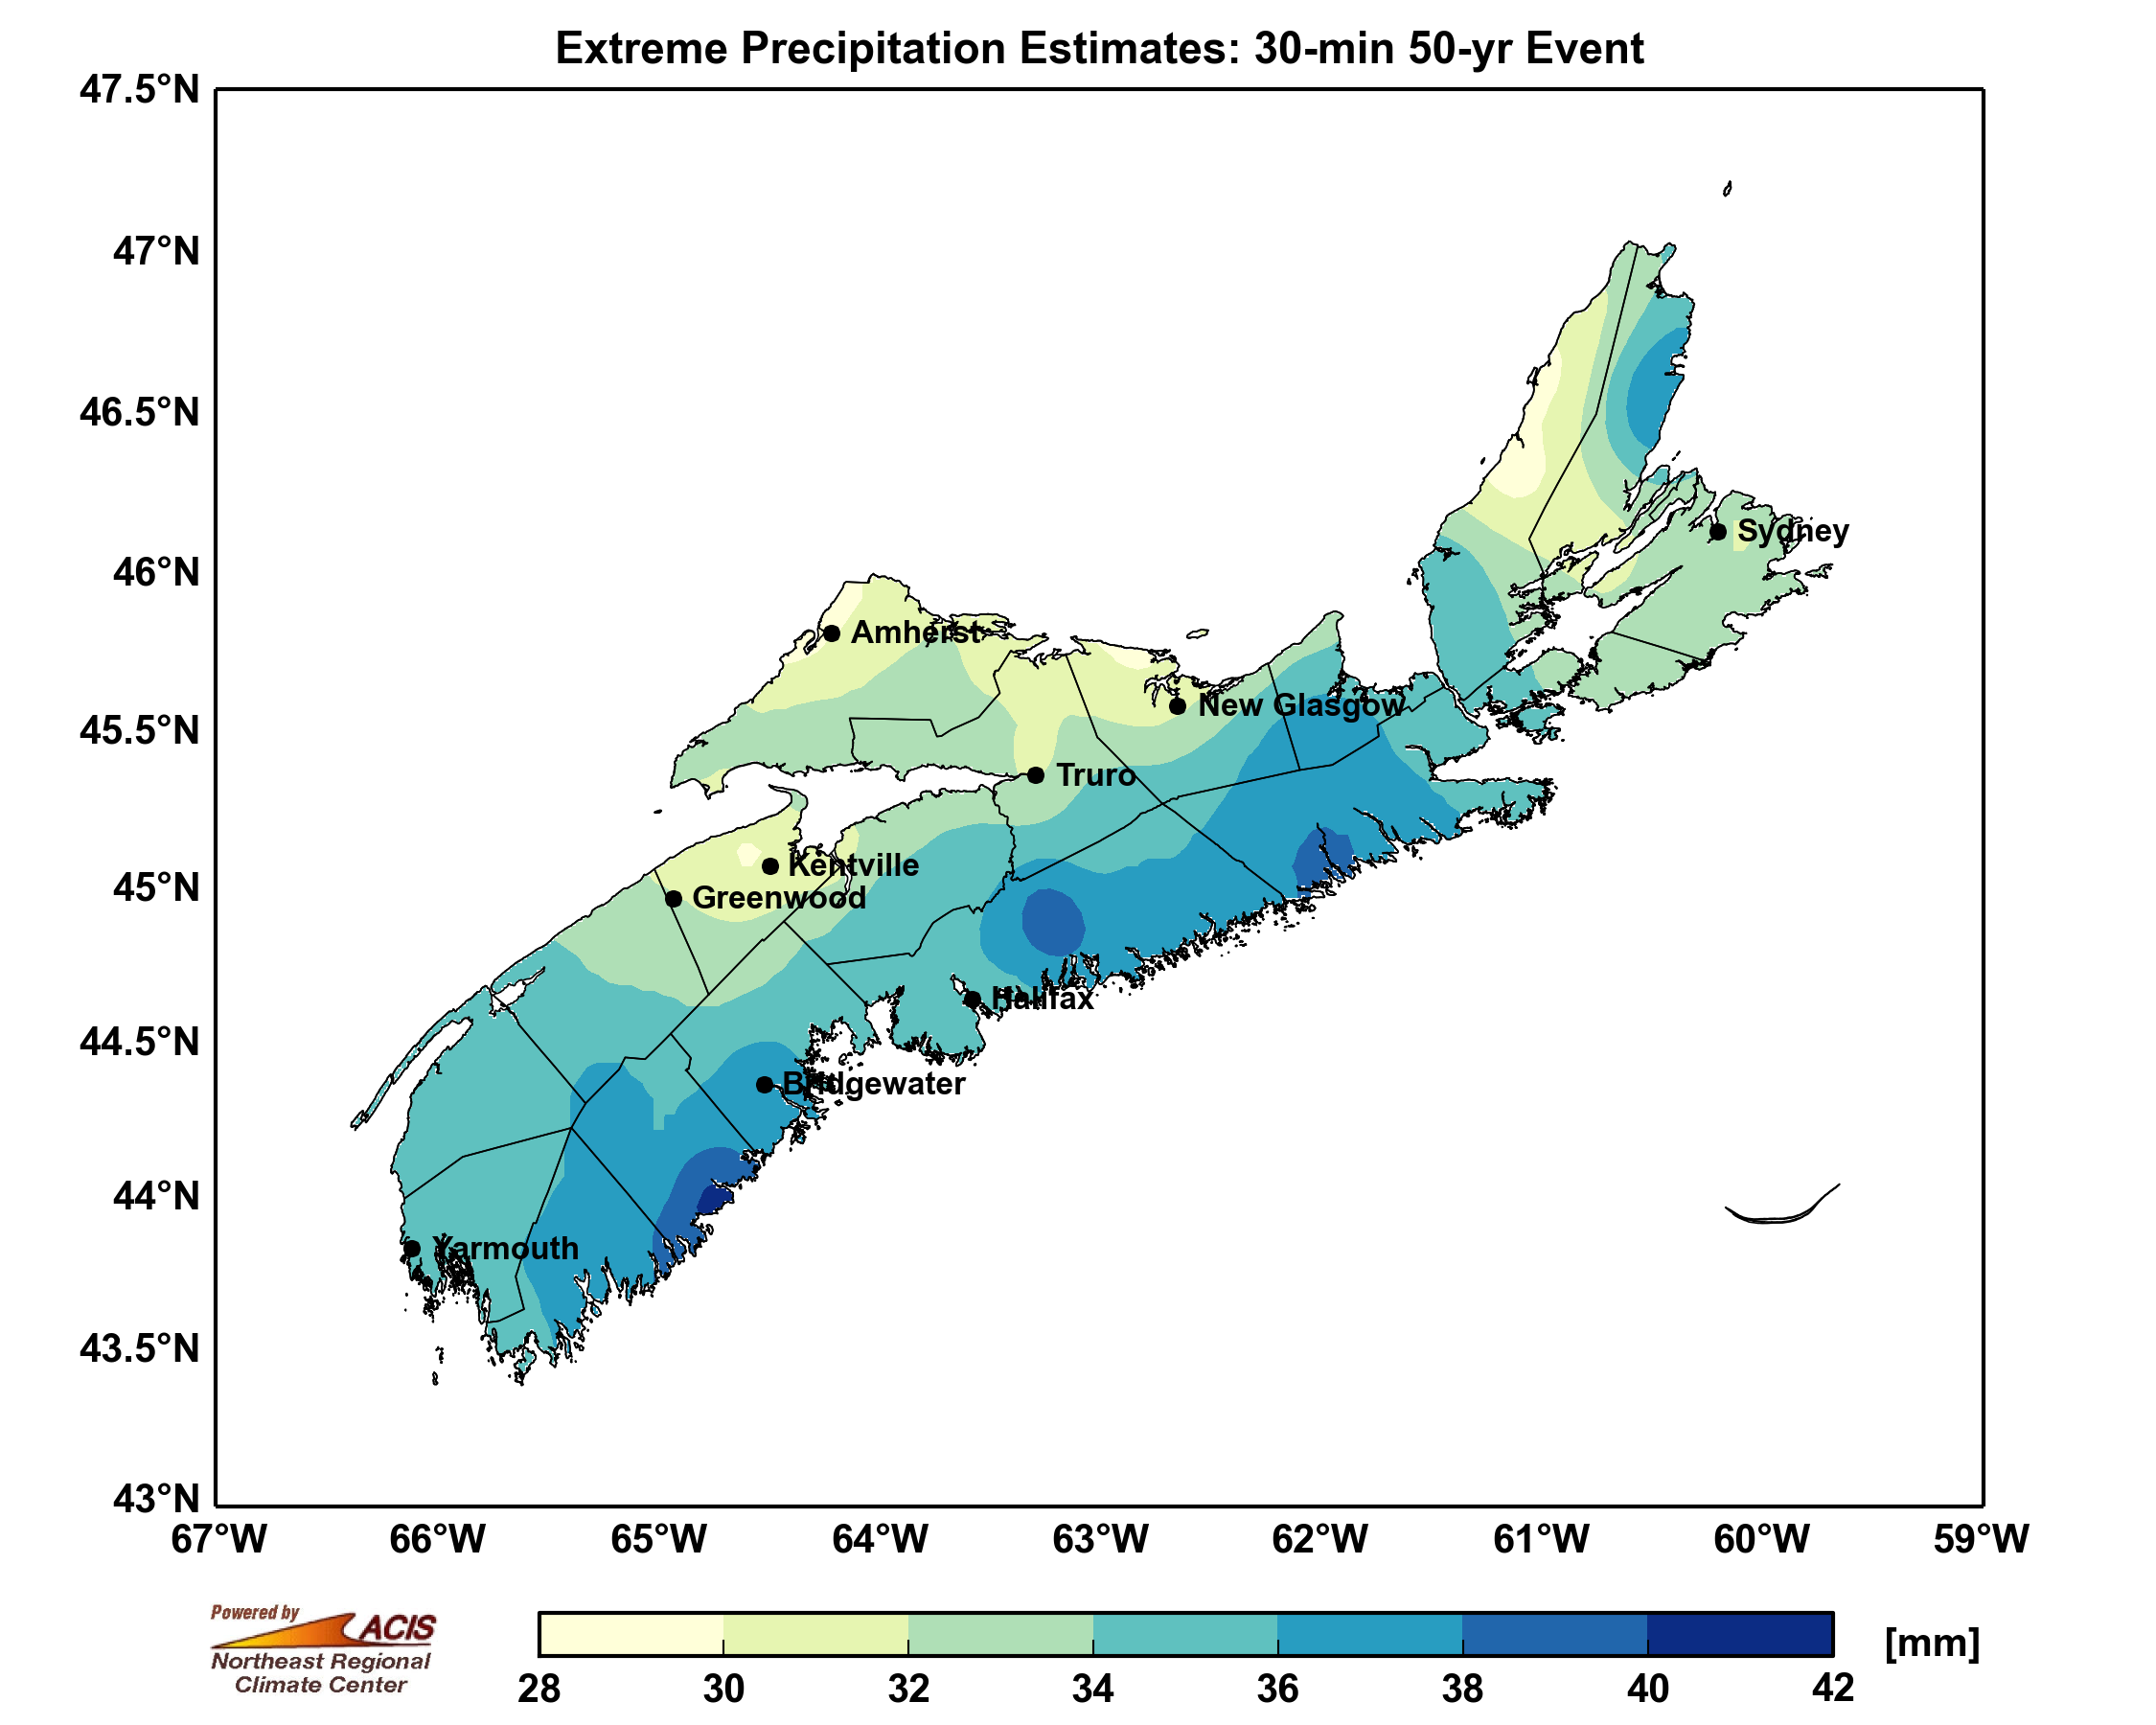 Extreme Precipitation Estimates: 30-min 50-yr Event
47.5°N
47°N
46.5°N
46°N
45.5°N
45°N
44.5°N
44°N
43.5°N
43°N
Sydney
Amherst
New Glasgow
Truro
Kentville
Greenwood
Halifax
Bridgewater
Yarmouth
67°W 66°W 65°W 64°W 63°W 62°W 61°W 60°W 59°W
Powered by
ACIS
Northeast Regional
Climate Center
[mm]
28 30 32 34 36 38 40 42